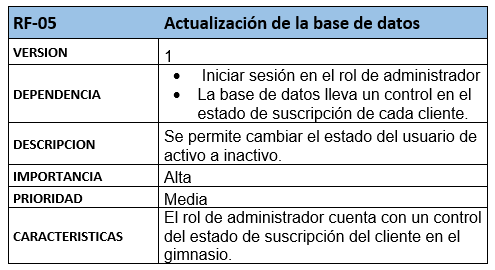 RF-05 Actualización de la base de datos
VERSION 1
DEPENDENCIA
• Iniciar sesión en el rol de administrador
• La base de datos lleva un control en el
estado de suscripción de cada cliente.
DESCRIPCION
Se permite cambiar el estado del usuario de
activo a inactivo.
IMPORTANCIA Alta
PRIORIDAD Media
CARACTERISTICAS
El rol de administrador cuenta con un control
del estado de suscripción del cliente en el
gimnasio.